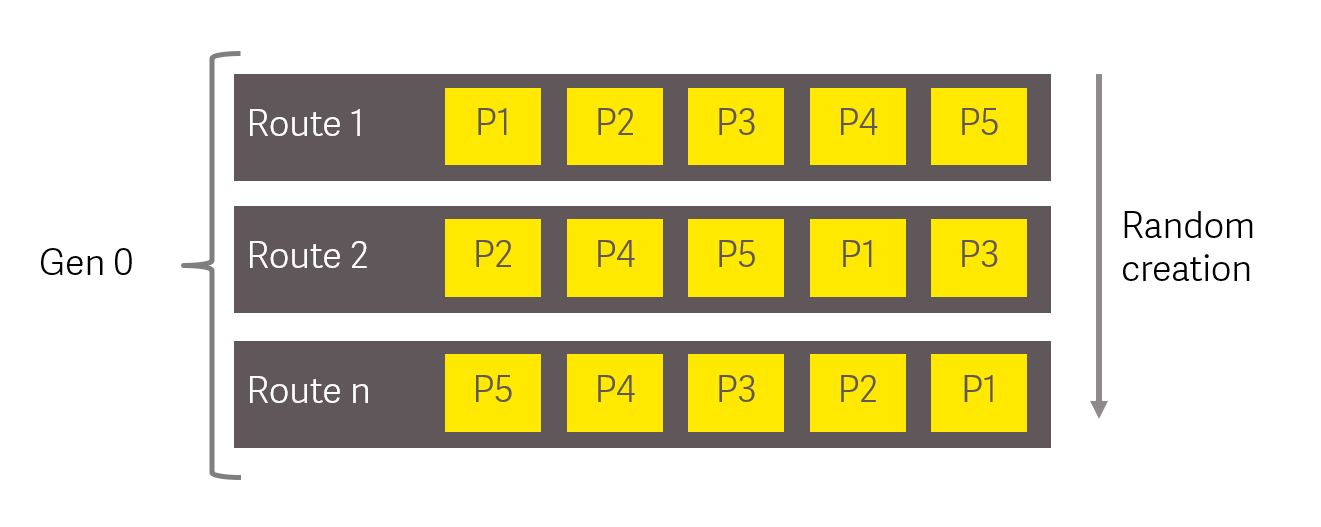 Route 1 P1 P2 P3 P4 P5
Route 2 P2 P4 P5 P1 P3
Route n P5 P4 P3 P2 P1
Gen 0
Random
creation